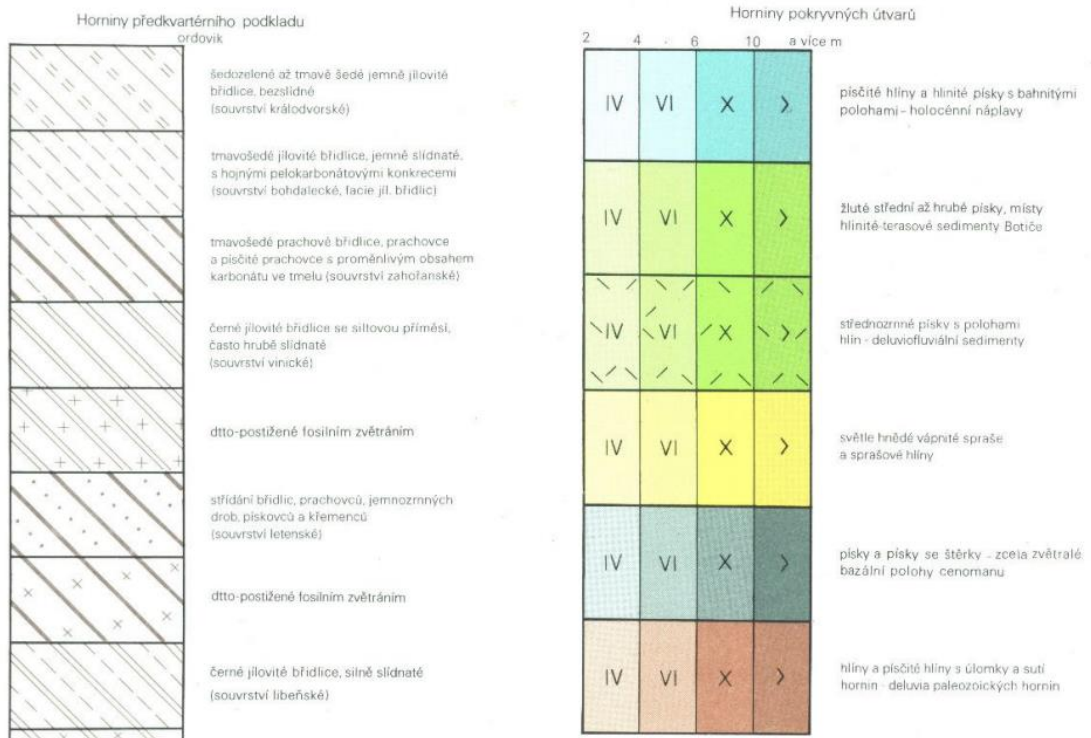 Horniny předkvartérního podkladu
ordovik
šedozelené až tmavě šedé jemně jílovité
břidlice, bezslídné
(souvrství králodvorské)
tmavošedé jílovité břidlice, jemně slídnaté,
s hojnými pelokarbonátovými konkrecemi
(souvrství bohdalecké, facie jíl. břidlic)
tmavošedé prachové břidlice, prachovce
a písčité prachovce s proměnlivým obsahem
karbonátu ve tmelu (souvrství zahořanské)
černé jílovité břidlice se siltovou příměsí,
často hrubě slídnaté
(souvrství vinické)
dtto-postižené fosilním zvětráním
střídání břidlic, prachovců, jemnozrnných
drob, pískovců a křemenců
(souvrství letenské)
dtto-postižené fosilním zvětráním
černé jílovité břidlice, silně slídnaté
(souvrství libeňské)
Horniny pokryvných útvarů
2 4 6 10 a více m
IV VI X >
písčité hlíny a hlinité písky s bahnitými
polohami - holocénní náplavy
IV VI X >
žluté střední až hrubé písky, místy
hlinité-terasové sedimenty Botiče
IV VI X >
střednozrnné písky s polohami
hlín - deluviofluviální sedimenty
IV VI X >
světle hnědé vápnité spraše
a sprašové hlíny
IV VI X >
písky a písky se štěrky - zcela zvětralé
bazální polohy cenomanu
IV VI X >
hlíny a písčité hlíny s úlomky a sutí
hornin - deluvia paleozoických hornin